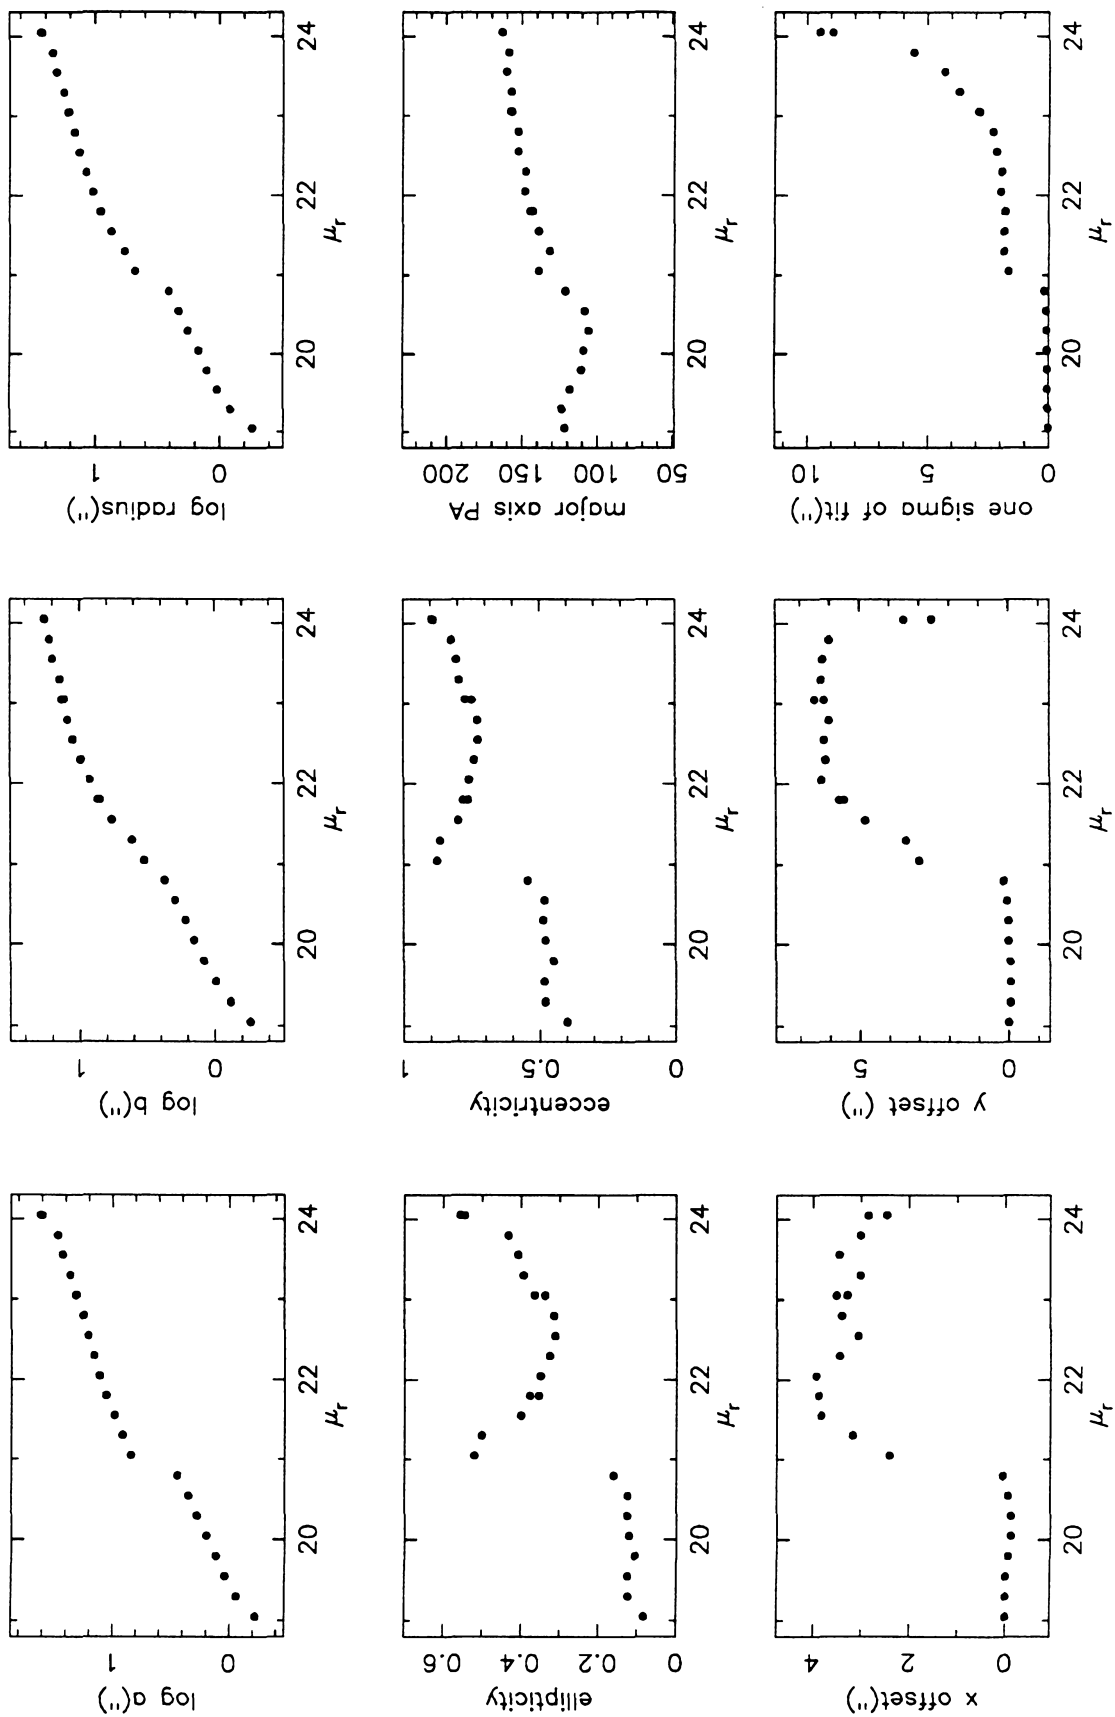 log a(")
1
0
20 22 24
μr
log b(")
1
0
20 22 24
μr
log radius(")
1
0
20 22 24
μr
ellipticity
0.6
0.4
0.2
0
20 22 24
μr
eccentricity
1
0.5
0
20 22 24
μr
major axis PA
200
150
100
50
20 22 24
μr
x offset(")
4
2
0
20 22 24
μr
y offset (")
5
0
20 22 24
μr
one sigma of fit(")
10
5
0
20 22 24
μr